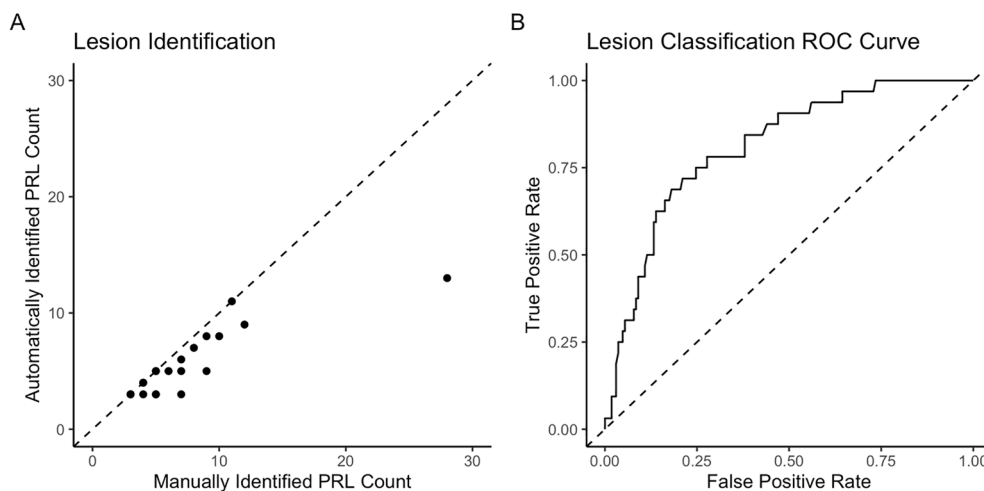 A
Lesion Identification
30
20
10
0
0
10
20
30
Automatically Identified PRL Count
Manually Identified PRL Count
B
Lesion Classification ROC Curve
1.00
0.75
0.50
0.25
0.00
0.00
0.25
0.50
0.75
1.00
True Positive Rate
False Positive Rate